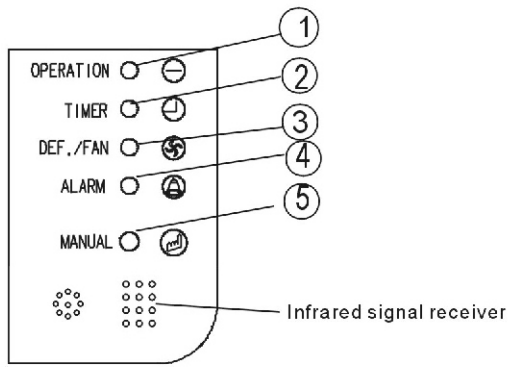 OPERATION 1
TIMER 2
DEF./FAN 3
ALARM 4
MANUAL 5
Infrared signal receiver